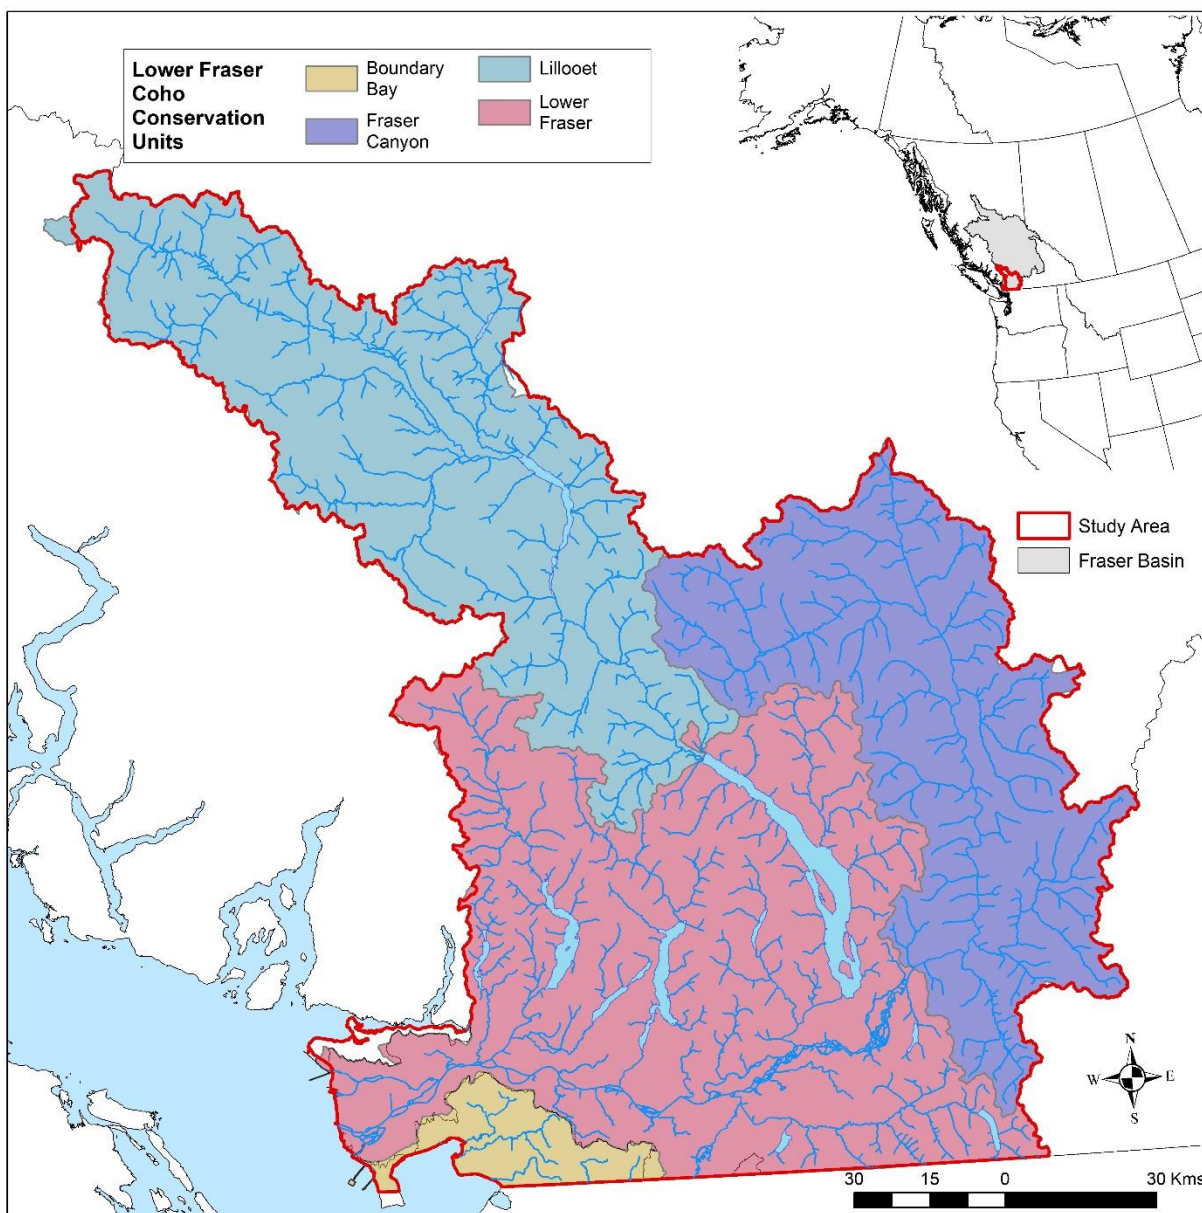 Lower Fraser
Coho
Conservation
Units
Boundary
Bay
Fraser
Canyon
Lillooet
Lower
Fraser
Study Area
Fraser Basin
N
W
E
S
30 15 0 30 Kms